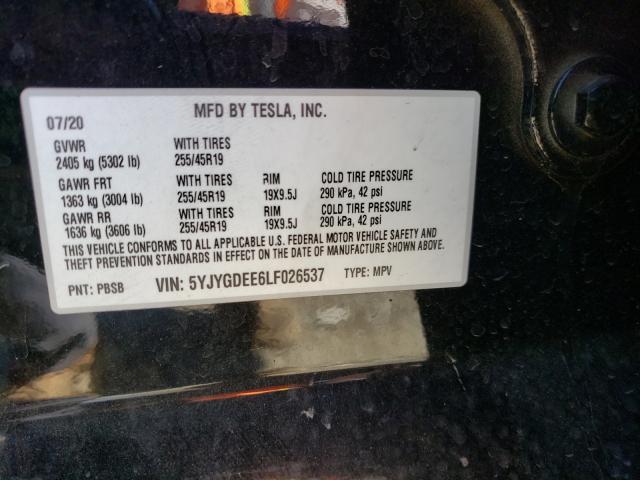 07/20 MFD BY TESLA, INC.
GVWR WITH TIRES
2405 kg (5302 lb) 255/45R19
GAWR FRT WITH TIRES RIM COLD TIRE PRESSURE
1363 kg (3004 lb) 255/45R19 19X9.5J 290 kPa, 42 psi
GAWR RR WITH TIRES RIM COLD TIRE PRESSURE
1636 kg (3606 lb) 255/45R19 19X9.5J 290 kPa, 42 psi
THIS VEHICLE CONFORMS TO ALL APPLICABLE U.S. FEDERAL MOTOR VEHICLE SAFETY AND
THEFT PREVENTION STANDARDS IN EFFECT ON THE DATE OF MANUFACTURE SHOWN ABOVE.
PNT: PBSB VIN: 5YJYGDEE6LF026537 TYPE: MPV